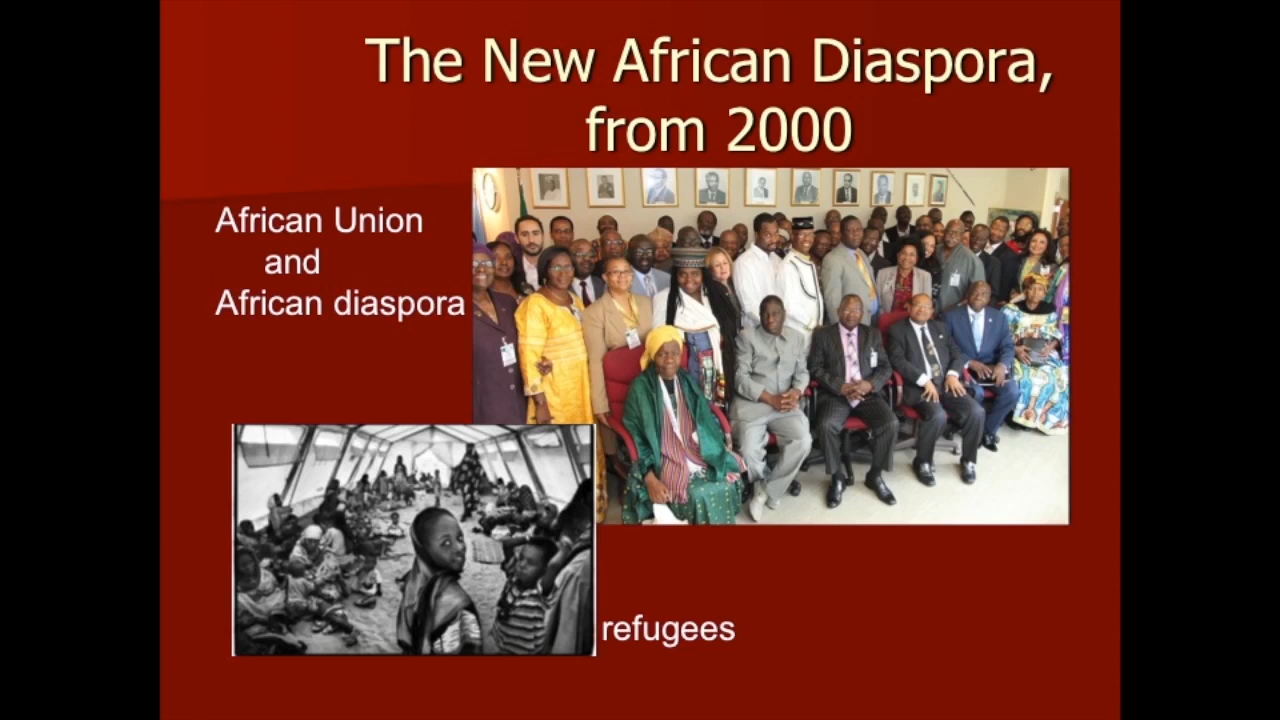 The New African Diaspora,
from 2000
African Union
and
African diaspora
refugees